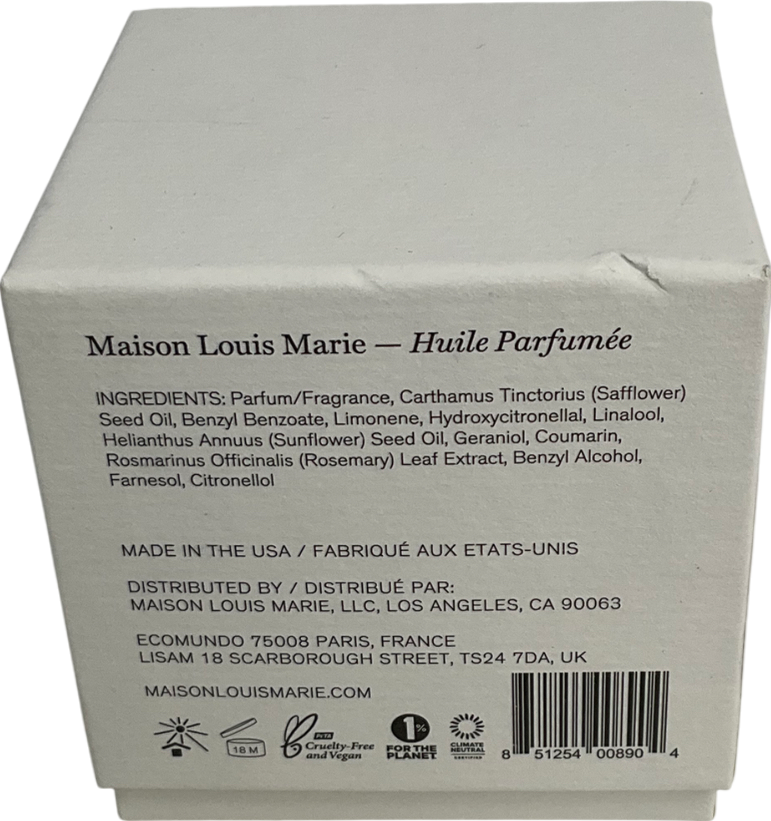 Maison Louis Marie — Huile Parfumée
INGREDIENTS: Parfum/Fragrance, Carthamus Tinctorius (Safflower)
Seed Oil, Benzyl Benzoate, Limonene, Hydroxycitronellal, Linalool,
Helianthus Annuus (Sunflower) Seed Oil, Geraniol, Coumarin,
Rosmarinus Officinalis (Rosemary) Leaf Extract, Benzyl Alcohol,
Farnesol, Citronellol
MADE IN THE USA / FABRIQUÉ AUX ETATS-UNIS
DISTRIBUTED BY / DISTRIBUÉ PAR:
MAISON LOUIS MARIE, LLC, LOS ANGELES, CA 90063
ECOMUNDO 75008 PARIS, FRANCE
LISAM 18 SCARBOROUGH STREET, TS24 7DA, UK
MAISONLOUISMARIE.COM
18 M
PETA
Cruelty-Free
and Vegan
1%
FOR THE
PLANET
CLIMATE
NEUTRAL
CERTIFIED
8 51254 00890 4